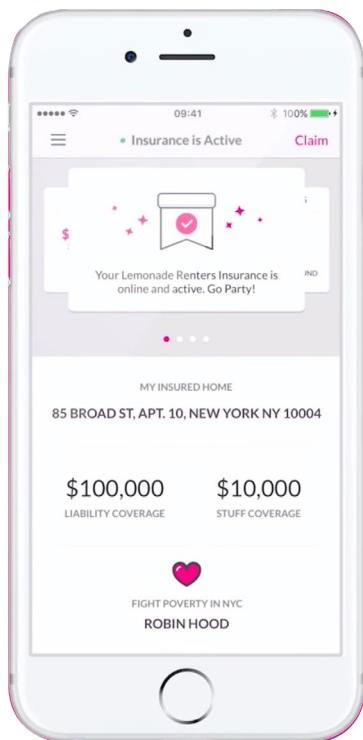 09:41
100%
Insurance is Active
Claim
$
Your Lemonade Renters Insurance is
online and active. Go Party!
MY INSURED HOME
85 BROAD ST, APT. 10, NEW YORK NY 10004
$100,000
$10,000
LIABILITY COVERAGE
STUFF COVERAGE
FIGHT POVERTY IN NYC
ROBIN HOOD